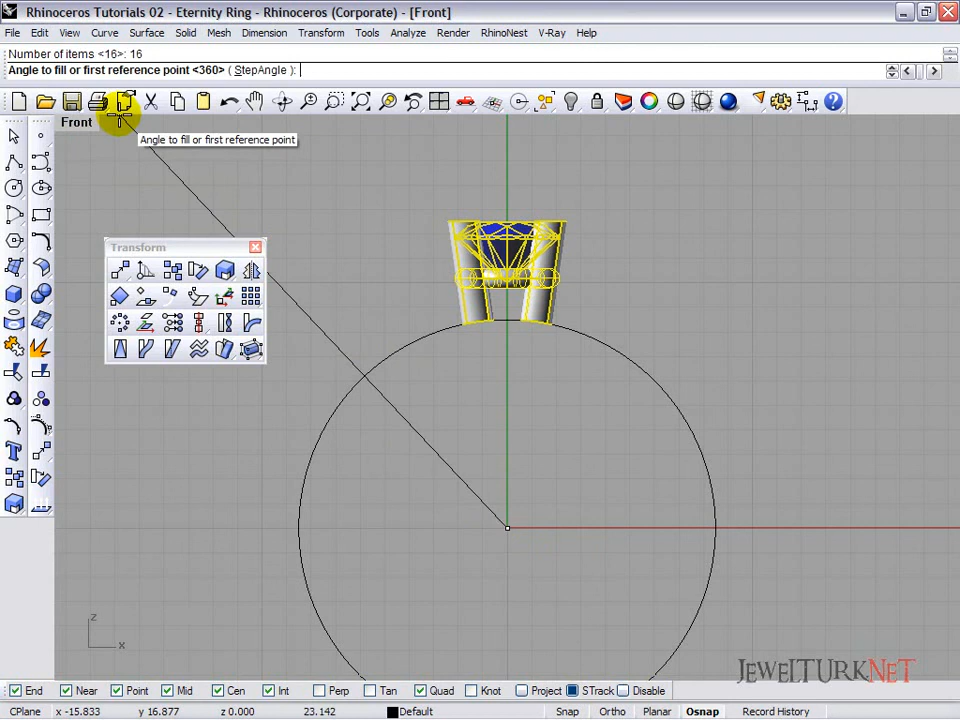 Rhinoceros Tutorials 02 - Eternity Ring - Rhinoceros (Corporate) - [Front]
File Edit View Curve Surface Solid Mesh Dimension Transform Tools Analyze Render RhinoNest V-Ray Help
Number of items <16>: 16
Angle to fill or first reference point <360> ( StepAngle ):
Front
Angle to fill or first reference point
Transform
z
x
JEWELTURKNET
End Near Point Mid Cen Int Perp Tan Quad Knot Project STrack Disable
CPlane x -15.833 y 16.877 z 0.000 23.142 Default Snap Ortho Planar Osnap Record History